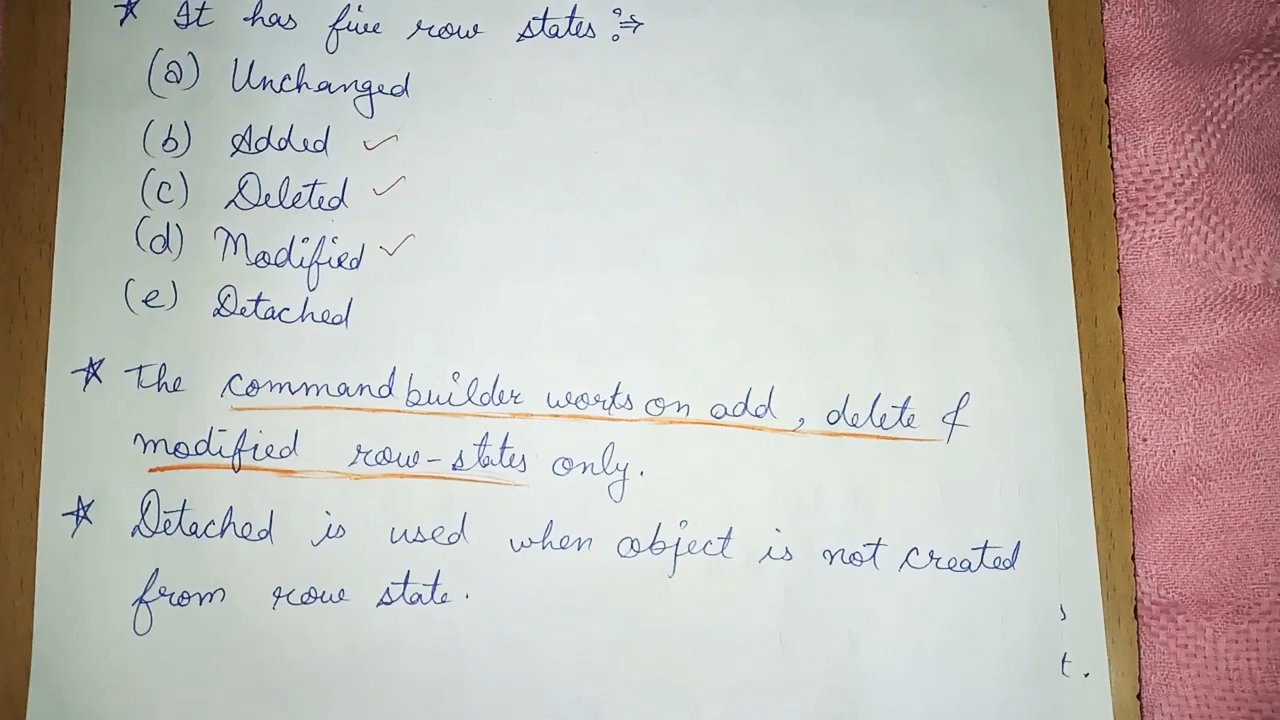 * It has five row states :⇒
(a) Unchanged
(b) Added ✓
(c) Deleted ✓
(d) Modified ✓
(e) Detached
* The commandbuilder works on add, delete &
modified row-states only.
* Detached is used when object is not created
from row state.
s
t.